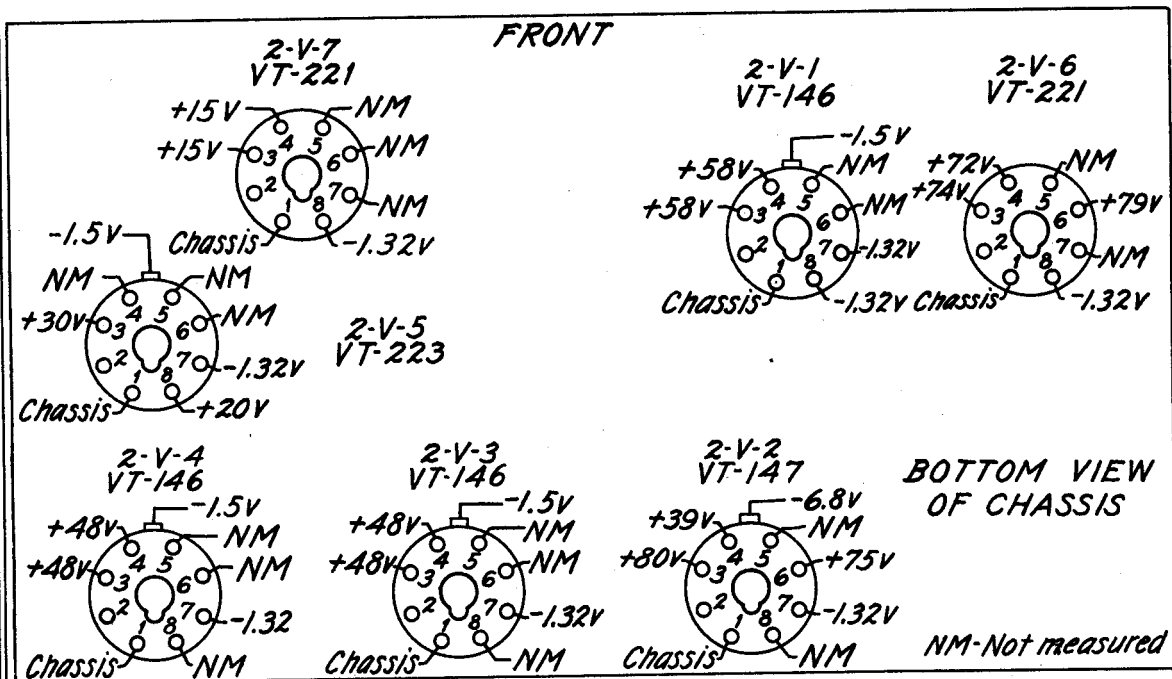 FRONT
2-V-7
VT-221
+15V
NM
+15V
NM
4 5
3 6
2 7
1 8
NM
Chassis
-1.32V
2-V-1
VT-146
-1.5V
+58V
NM
+58V
NM
4 5
3 6
2 7
1 8
-1.32V
Chassis
-1.32V
2-V-6
VT-221
+72V
NM
+74V
+79V
4 5
3 6
2 7
1 8
NM
Chassis
-1.32V
-1.5V
NM
NM
+30V
NM
4 5
3 6
2 7
1 8
-1.32V
Chassis
+20V
2-V-5
VT-223
2-V-4
VT-146
-1.5V
+48V
NM
+48V
NM
4 5
3 6
2 7
1 8
-1.32
Chassis
NM
2-V-3
VT-146
-1.5V
+48V
NM
+48V
NM
4 5
3 6
2 7
1 8
-1.32V
Chassis
NM
2-V-2
VT-147
-6.8V
+39V
NM
+80V
+75V
4 5
3 6
2 7
1 8
-1.32V
Chassis
NM
BOTTOM VIEW
OF CHASSIS
NM-Not measured